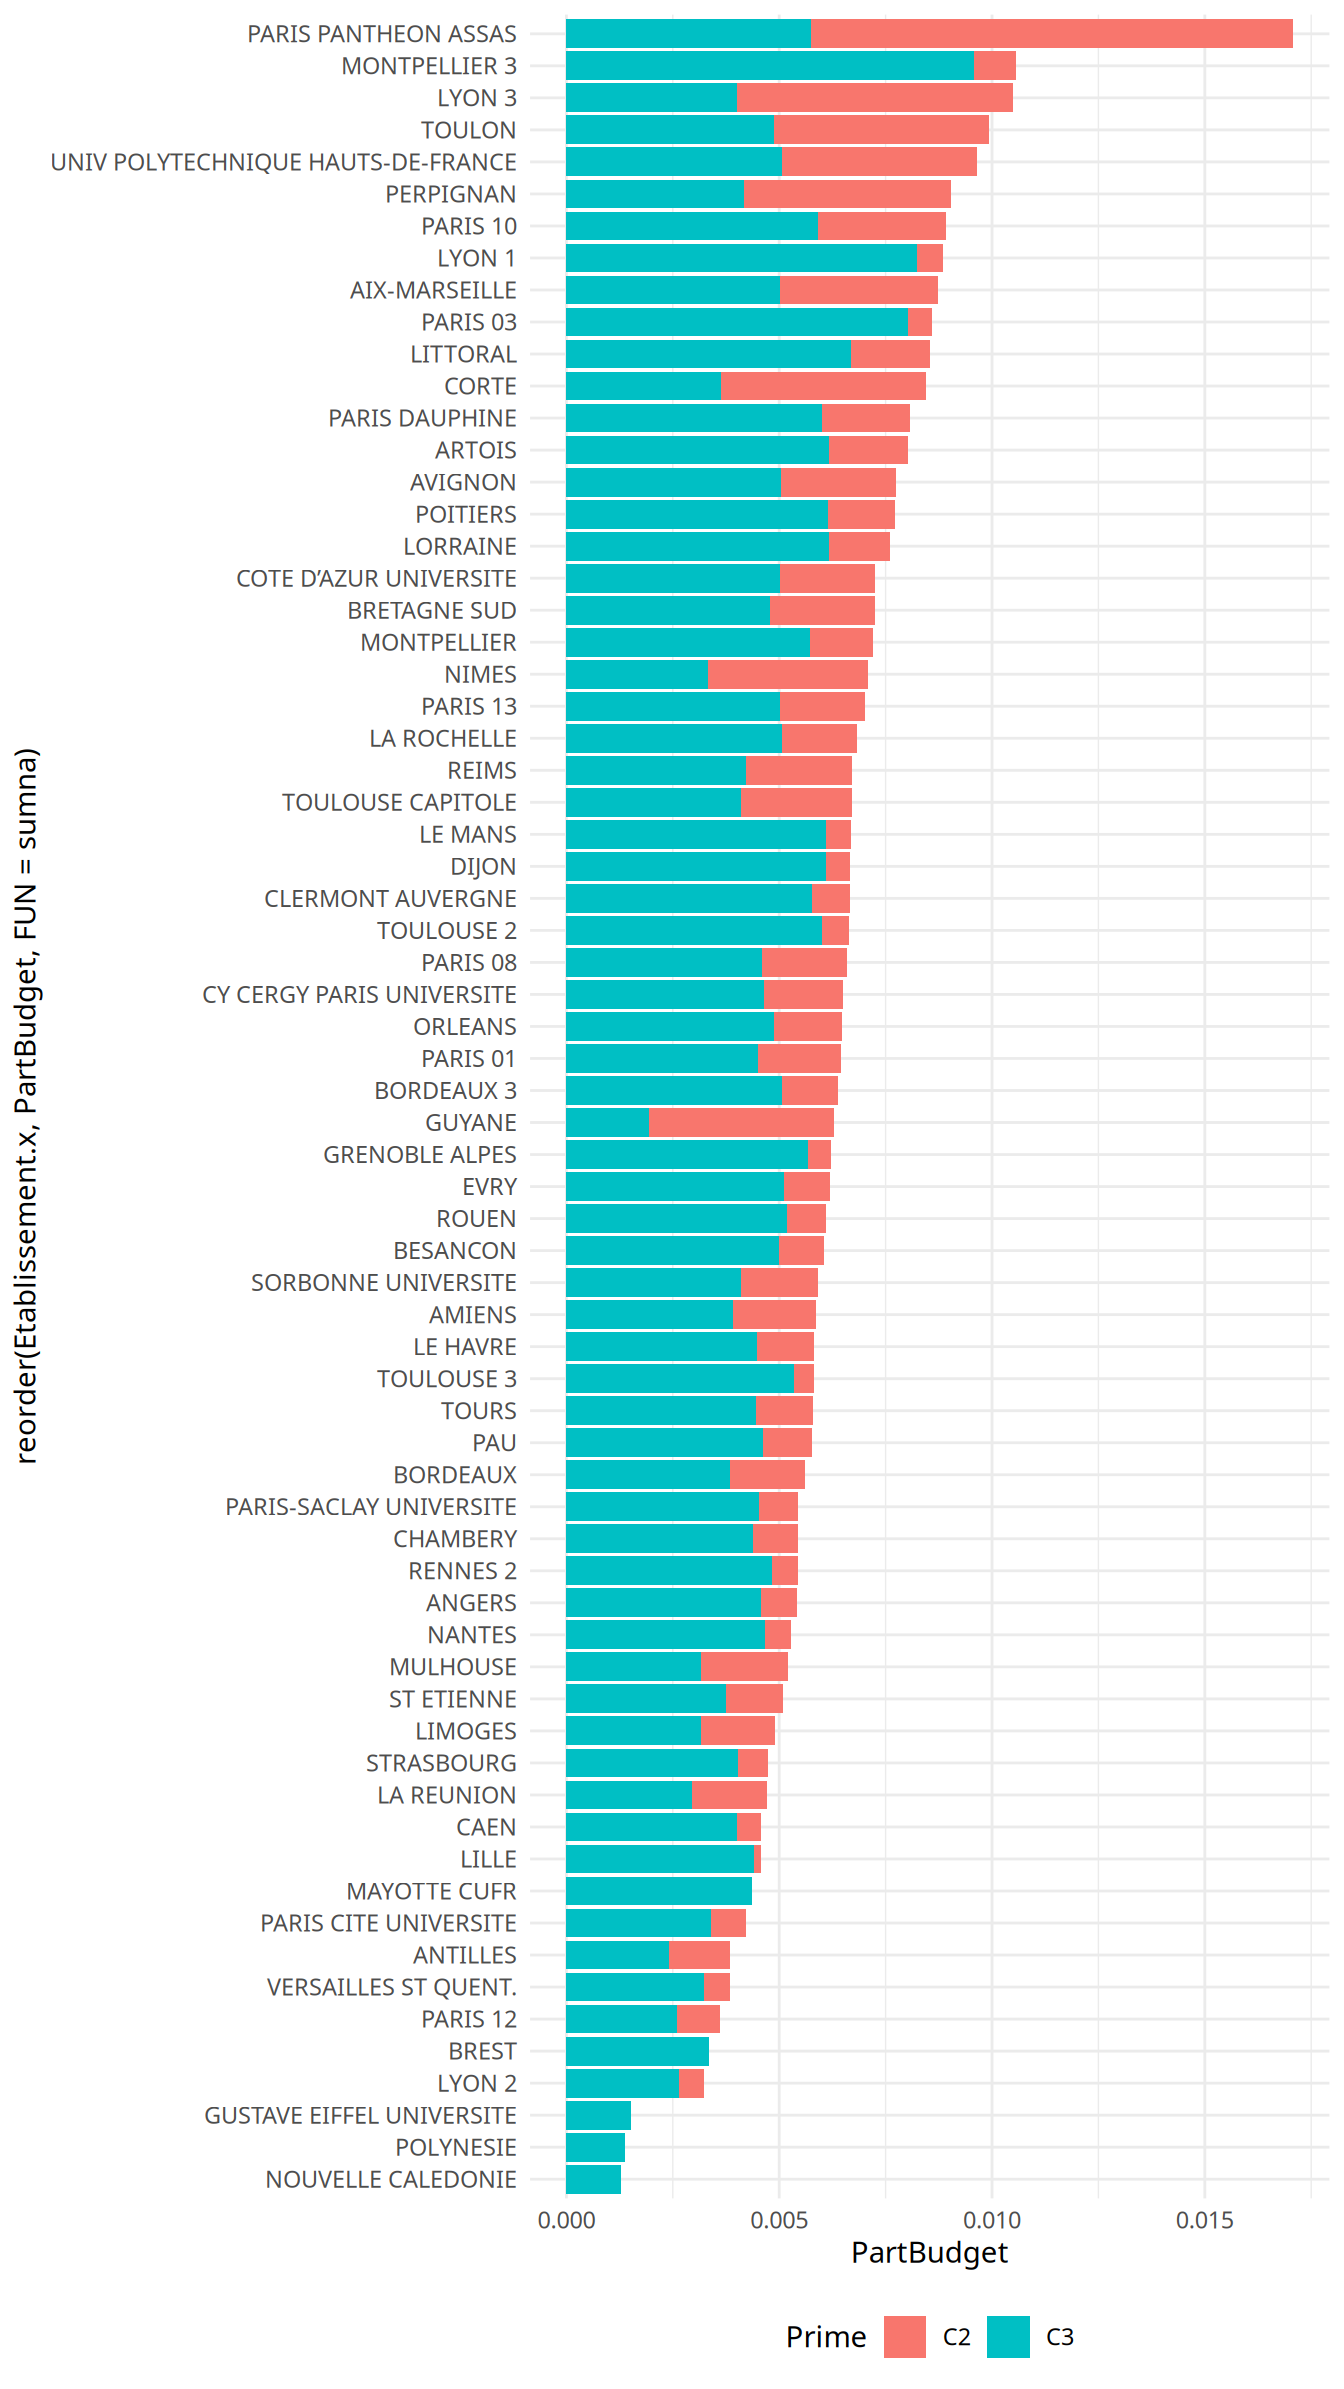 PARIS PANTHEON ASSAS
MONTPELLIER 3
LYON 3
TOULON
UNIV POLYTECHNIQUE HAUTS-DE-FRANCE
PERPIGNAN
PARIS 10
LYON 1
AIX-MARSEILLE
PARIS 03
LITTORAL
CORTE
PARIS DAUPHINE
ARTOIS
AVIGNON
POITIERS
LORRAINE
COTE D’AZUR UNIVERSITE
BRETAGNE SUD
MONTPELLIER
NIMES
PARIS 13
LA ROCHELLE
REIMS
TOULOUSE CAPITOLE
LE MANS
DIJON
CLERMONT AUVERGNE
TOULOUSE 2
PARIS 08
CY CERGY PARIS UNIVERSITE
ORLEANS
PARIS 01
BORDEAUX 3
GUYANE
GRENOBLE ALPES
EVRY
ROUEN
BESANCON
SORBONNE UNIVERSITE
AMIENS
LE HAVRE
TOULOUSE 3
TOURS
PAU
BORDEAUX
PARIS-SACLAY UNIVERSITE
CHAMBERY
RENNES 2
ANGERS
NANTES
MULHOUSE
ST ETIENNE
LIMOGES
STRASBOURG
LA REUNION
CAEN
LILLE
MAYOTTE CUFR
PARIS CITE UNIVERSITE
ANTILLES
VERSAILLES ST QUENT.
PARIS 12
BREST
LYON 2
GUSTAVE EIFFEL UNIVERSITE
POLYNESIE
NOUVELLE CALEDONIE
reorder(Etablissement.x, PartBudget, FUN = sumna)
0.000 0.005 0.010 0.015
PartBudget
Prime C2 C3